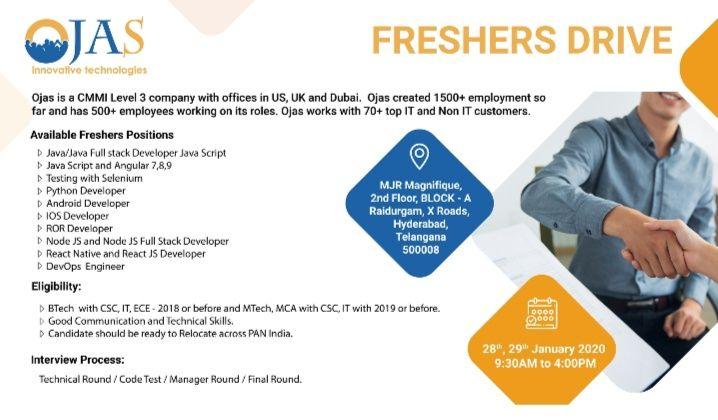 OJAS
innovative technologies
FRESHERS DRIVE
Ojas is a CMMI Level 3 company with offices in US, UK and Dubai. Ojas created 1500+ employment so
far and has 500+ employees working on its roles. Ojas works with 70+ top IT and Non IT customers.
Available Freshers Positions
Java/Java Full stack Developer Java Script
Java Script and Angular 7,8,9
Testing with Selenium
Python Developer
Android Developer
IOS Developer
ROR Developer
Node JS and Node JS Full Stack Developer
React Native and React JS Developer
DevOps Engineer
MJR Magnifique,
2nd Floor, BLOCK - A
Raidurgam, X Roads,
Hyderabad,
Telangana
500008
Eligibility:
BTech with CSC, IT, ECE - 2018 or before and MTech, MCA with CSC, IT with 2019 or before.
Good Communication and Technical Skills.
Candidate should be ready to Relocate across PAN India.
Interview Process:
Technical Round / Code Test / Manager Round / Final Round.
28th, 29th January 2020
9:30AM to 4:00PM